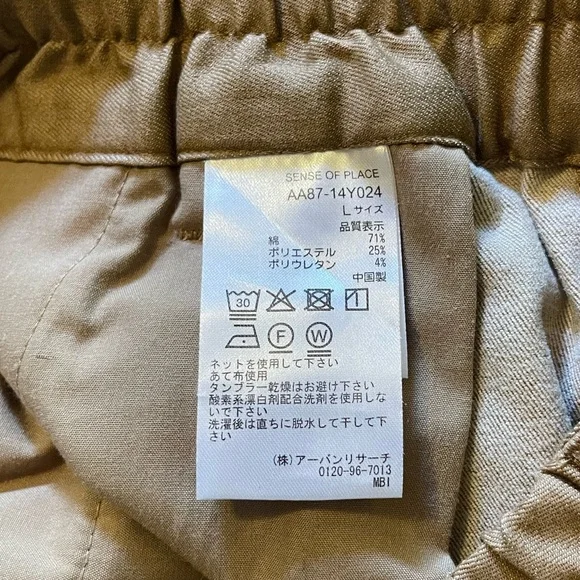 SENSE OF PLACE
AA87-14Y024
Lサイズ
品質表示
綿 71%
ポリエステル 25%
ポリウレタン 4%
中国製
30
F W
ネットを使用して下さい
あて布使用
タンブラー乾燥はお避け下さい
酸素系漂白剤配合洗剤を使用しな
いで下さい
洗濯後は直ちに脱水して干して下
さい
(株)アーバンリサーチ
0120-96-7013
MBI